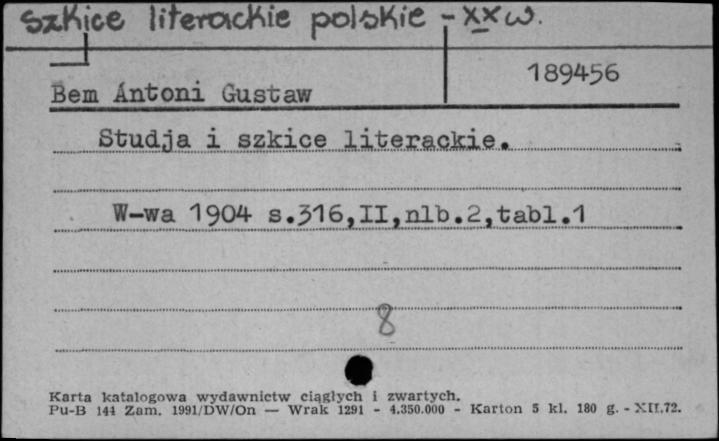 szkice literackie polskie - XX w.
189456
Bem Antoni Gustaw
Studja i szkice literackie.
W-wa 1904 s.316,II,nlb.2,tabl.1
8
Karta katalogowa wydawnictw ciągłych i zwartych.
Pu-B 144 Zam. 1991/DW/On — Wrak 1291 - 4.350.000 - Karton 5 kl. 180 g. - XII.72.